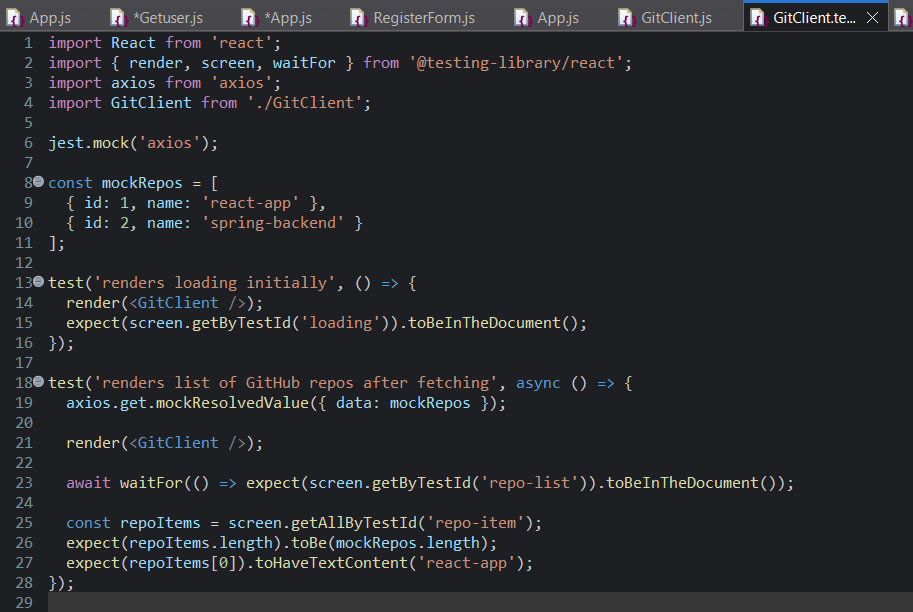 App.js *Getuser.js *App.js RegisterForm.js App.js GitClient.js GitClient.te...
1 import React from 'react';
2 import { render, screen, waitFor } from '@testing-library/react';
3 import axios from 'axios';
4 import GitClient from './GitClient';
5
6 jest.mock('axios');
7
8 const mockRepos = [
9   { id: 1, name: 'react-app' },
10   { id: 2, name: 'spring-backend' }
11 ];
12
13 test('renders loading initially', () => {
14   render(<GitClient />);
15   expect(screen.getByTestId('loading')).toBeInTheDocument();
16 });
17
18 test('renders list of GitHub repos after fetching', async () => {
19   axios.get.mockResolvedValue({ data: mockRepos });
20
21   render(<GitClient />);
22
23   await waitFor(() => expect(screen.getByTestId('repo-list')).toBeInTheDocument());
24
25   const repoItems = screen.getAllByTestId('repo-item');
26   expect(repoItems.length).toBe(mockRepos.length);
27   expect(repoItems[0]).toHaveTextContent('react-app');
28 });
29